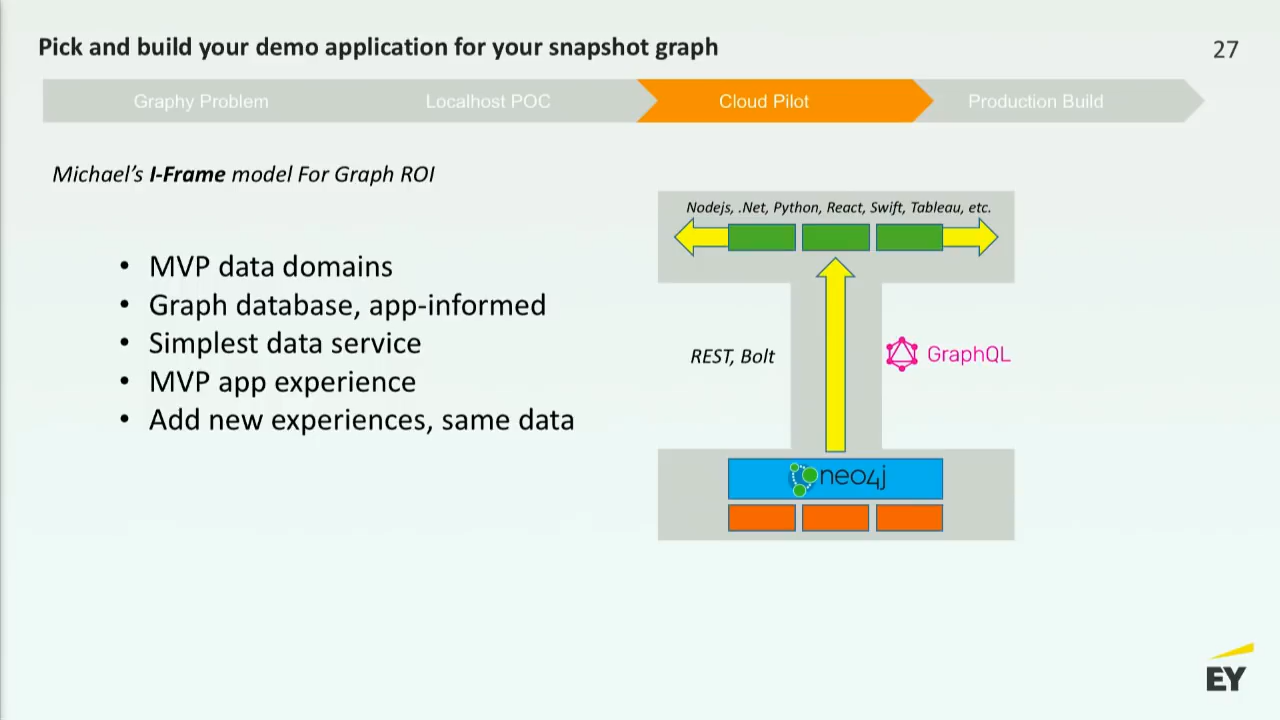 Pick and build your demo application for your snapshot graph
27
Graphy Problem
Localhost POC
Cloud Pilot
Production Build
Michael's I-Frame model For Graph ROI
• MVP data domains
• Graph database, app-informed
• Simplest data service
• MVP app experience
• Add new experiences, same data
Nodejs, .Net, Python, React, Swift, Tableau, etc.
REST, Bolt
GraphQL
neo4j
EY